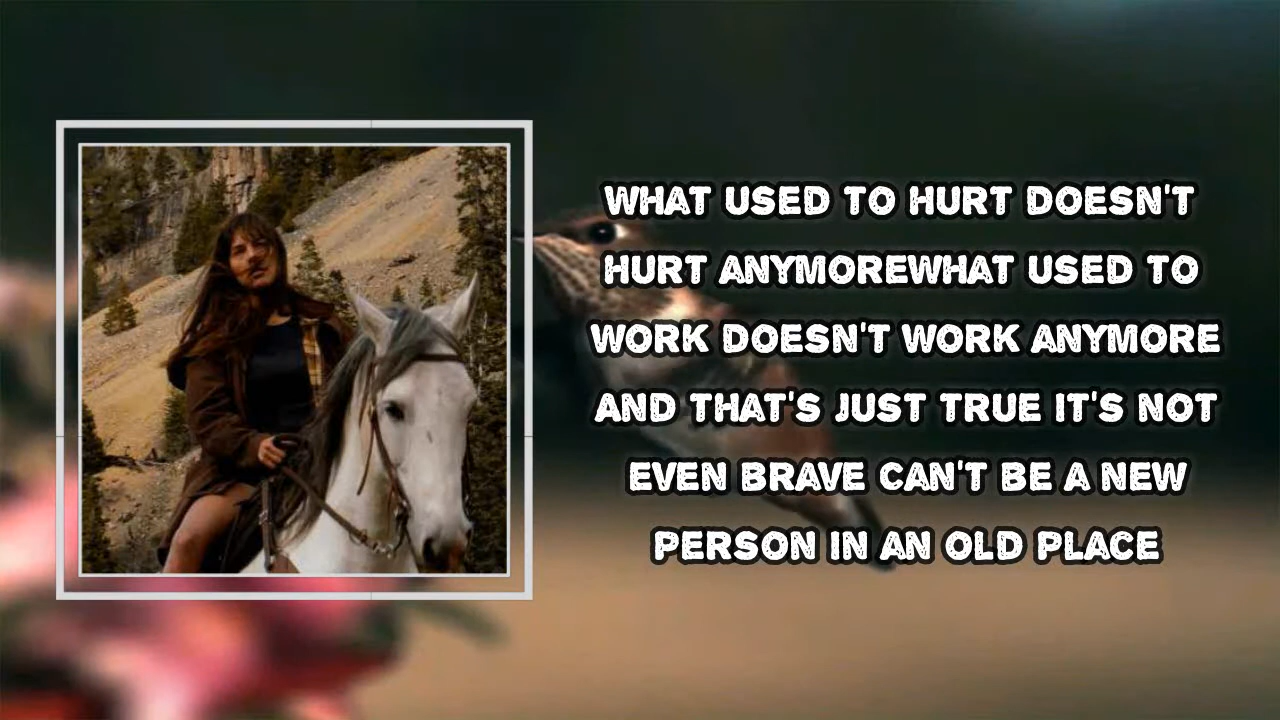 WHAT USED TO HURT DOESN'T
HURT ANYMOREWHAT USED TO
WORK DOESN'T WORK ANYMORE
AND THAT'S JUST TRUE IT'S NOT
EVEN BRAVE CAN'T BE A NEW
PERSON IN AN OLD PLACE